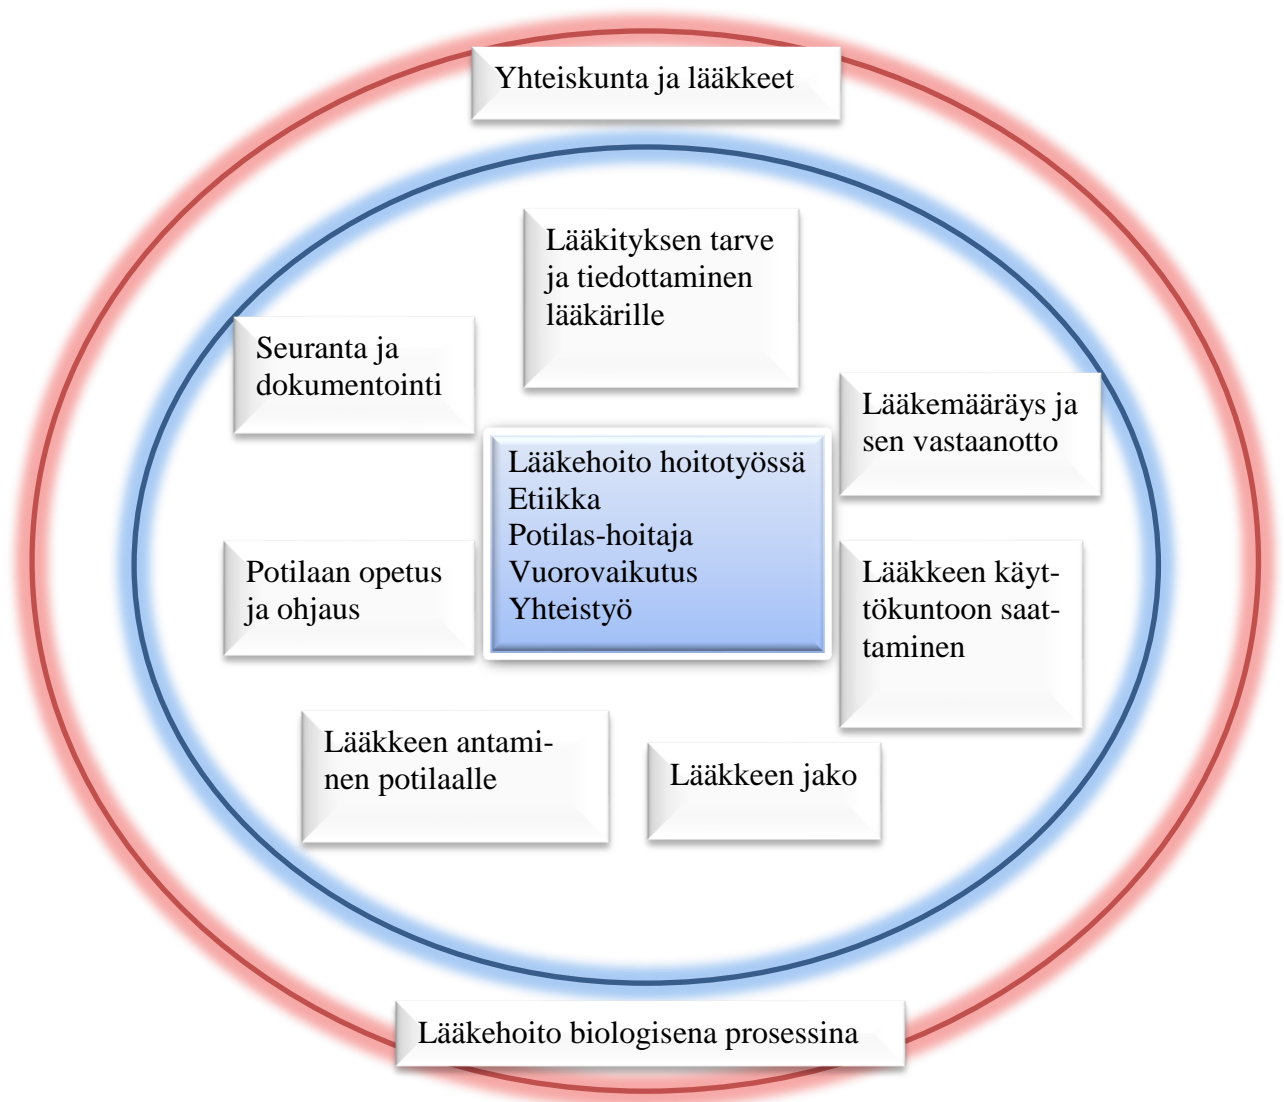 Yhteiskunta ja lääkkeet
Lääkityksen tarve
ja tiedottaminen
lääkärille
Seuranta ja
dokumentointi
Lääkemääräys ja
sen vastaanotto
Lääkehoito hoitotyössä
Etiikka
Potilas-hoitaja
Vuorovaikutus
Yhteistyö
Potilaan opetus
ja ohjaus
Lääkkeen käyt-
tökuntoon saat-
taminen
Lääkkeen antami-
nen potilaalle
Lääkkeen jako
Lääkehoito biologisena prosessina